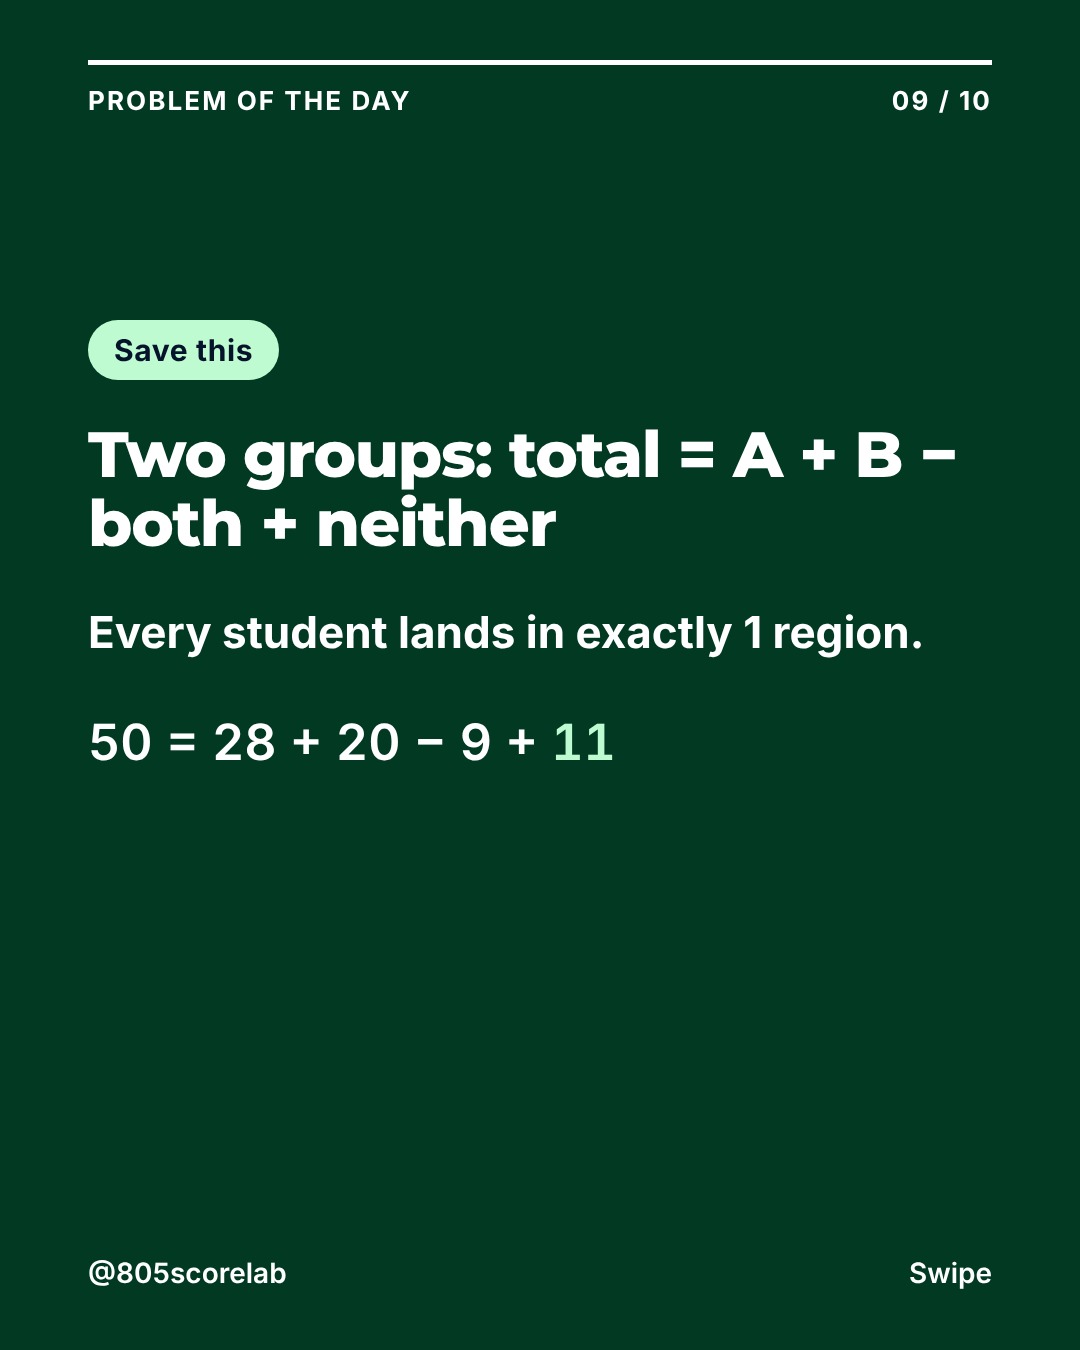 PROBLEM OF THE DAY
09 / 10
Save this
Two groups: total = A + B −
both + neither
Every student lands in exactly 1 region.
50 = 28 + 20 − 9 + 11
@805scorelab
Swipe